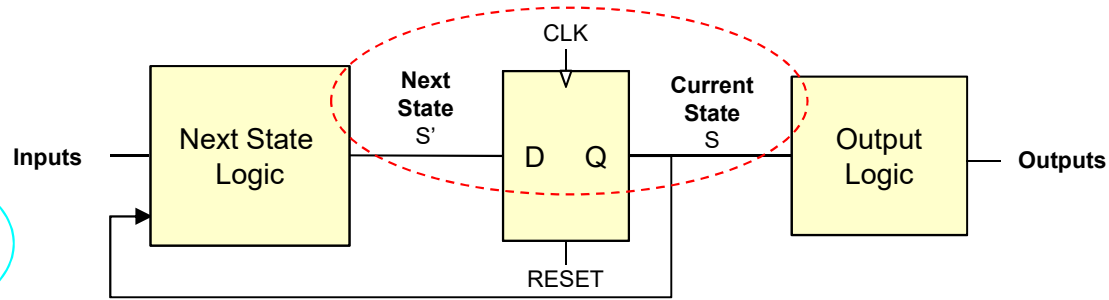 CLK
Next
State
S'
Current
State
S
Inputs
Next State
Logic
D Q
Output
Logic
Outputs
RESET